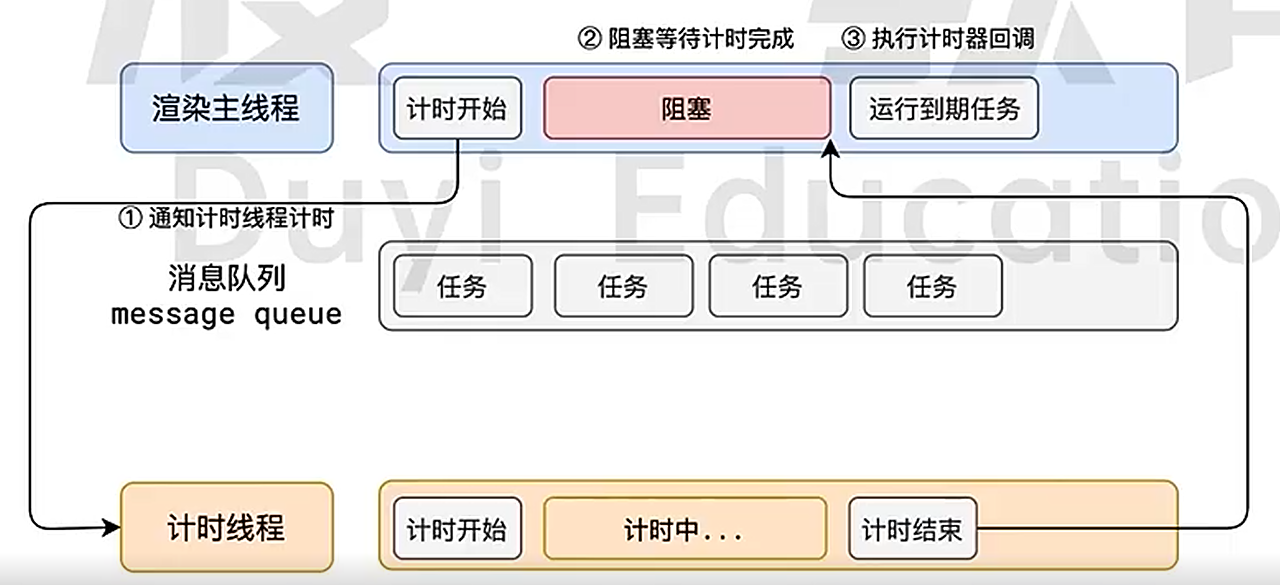 ② 阻塞等待计时完成
③ 执行计时器回调
渲染主线程
计时开始
阻塞
运行到期任务
① 通知计时线程计时
Duyi Educatio
消息队列
message queue
任务
任务
任务
任务
计时线程
计时开始
计时中...
计时结束